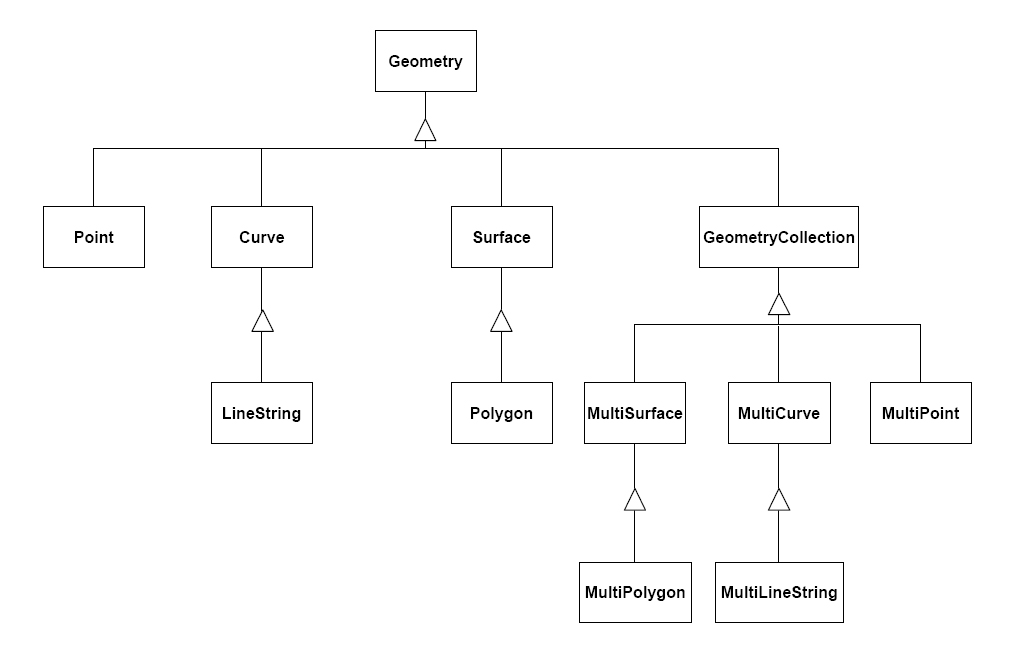 Geometry
Point
Curve
Surface
GeometryCollection
LineString
Polygon
MultiSurface
MultiCurve
MultiPoint
MultiPolygon
MultiLineString